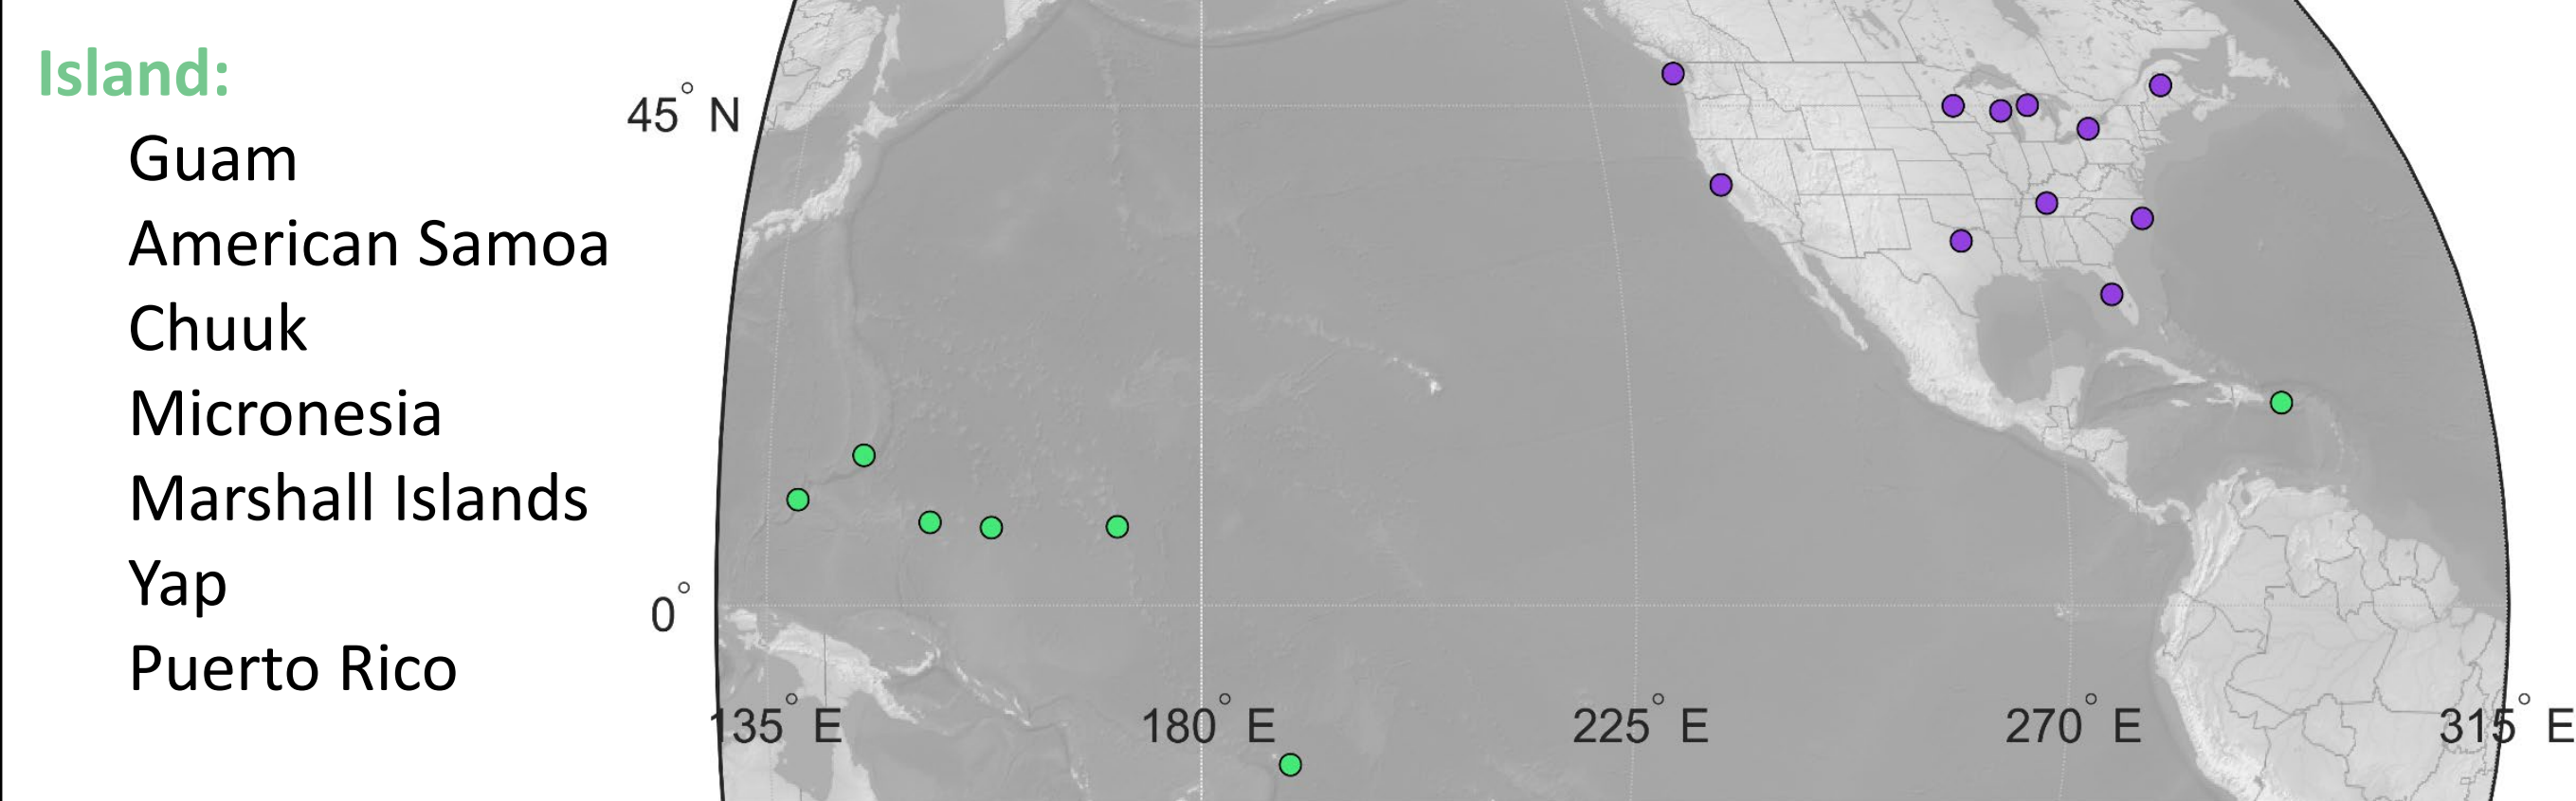 Island:
Guam
American Samoa
Chuuk
Micronesia
Marshall Islands
Yap
Puerto Rico
45° N
0°
135° E
180° E
225° E
270° E
315° E